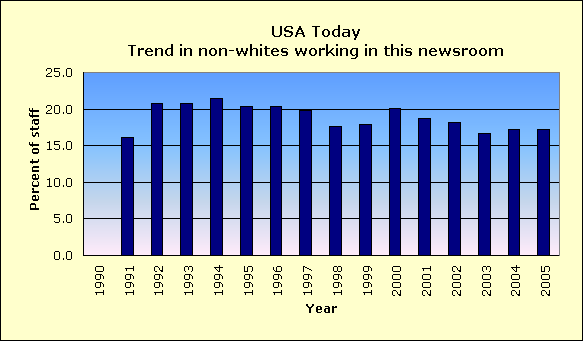 USA Today
Trend in non-whites working in this newsroom
25.0
20.0
15.0
10.0
5.0
0.0
Percent of staff
1990 1991 1992 1993 1994 1995 1996 1997 1998 1999 2000 2001 2002 2003 2004 2005
Year